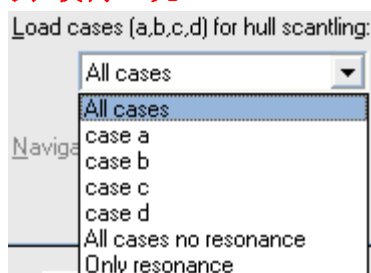 Load cases (a,b,c,d) for hull scantling:
All cases
All cases
Naviga
case a
case b
case c
case d
All cases no resonance
Only resonance